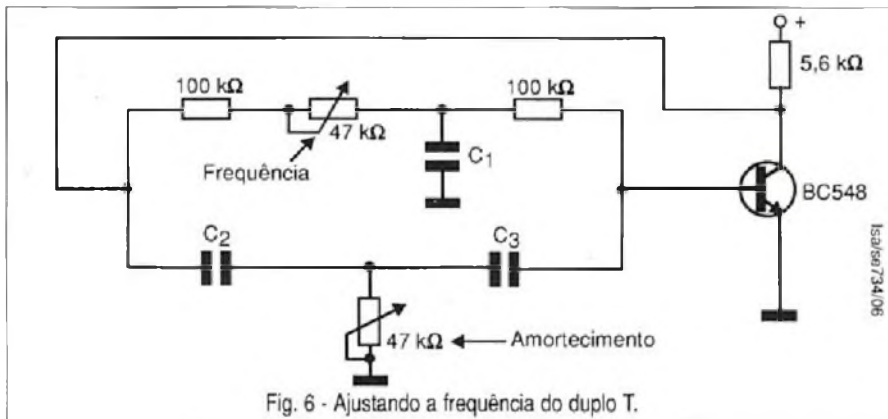 +
5,6 kΩ
100 kΩ
100 kΩ
47 kΩ
C1
Frequência
BC548
C2
C3
47 kΩ
Amortecimento
Isa/se734/06
Fig. 6 - Ajustando a frequência do duplo T.